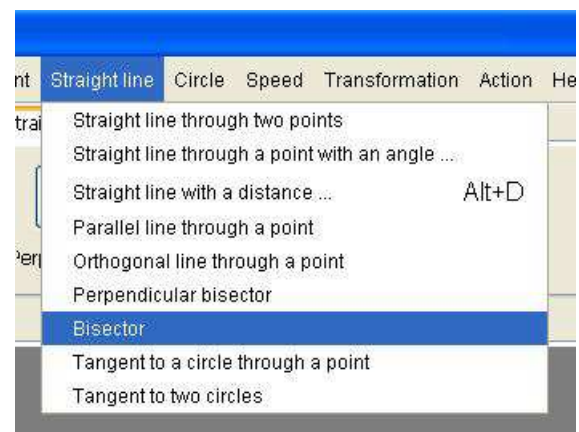 nt Straight line Circle Speed Transformation Action He
trai
Straight line through two points
Straight line through a point with an angle ...
Straight line with a distance ... Alt+D
Parallel line through a point
Per
Orthogonal line through a point
Perpendicular bisector
Bisector
Tangent to a circle through a point
Tangent to two circles